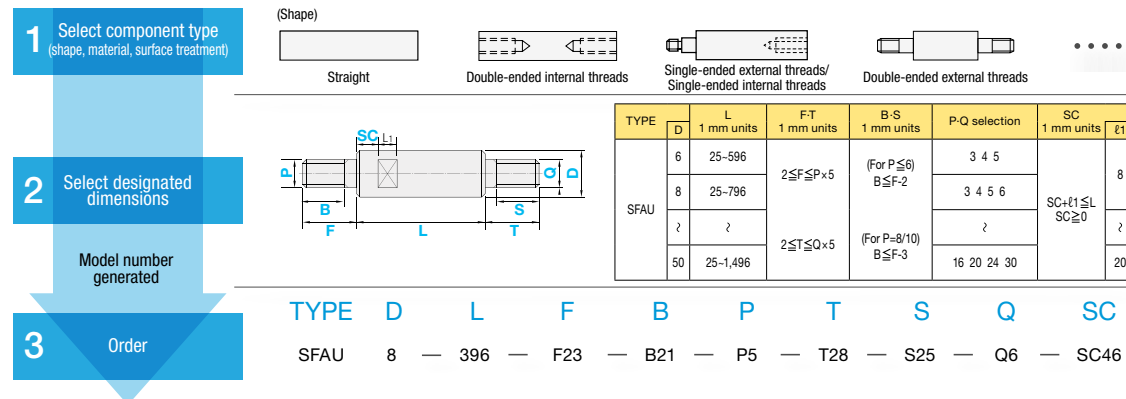 (Shape)
1 Select component type
(shape, material, surface treatment)
Straight
Double-ended internal threads
Single-ended external threads/
Single-ended internal threads
Double-ended external threads
2 Select designated
dimensions
Model number
generated
SC L1
P Q D
B S
F L T
TYPE D L 1 mm units F·T 1 mm units B·S 1 mm units P·Q selection SC 1 mm units ℓ1
SFAU
6 25~596 3 4 5
8 25~796 3 4 5 6 8
≀ ≀ ≀ ≀
50 25~1,496 16 20 24 30 20
2≦F≦P×5
2≦T≦Q×5
(For P≦6)
B≦F-2
(For P=8/10)
B≦F-3
SC+ℓ1≦L
SC≧0
TYPE D L F B P T S Q SC
3 Order
SFAU 8 — 396 — F23 — B21 — P5 — T28 — S25 — Q6 — SC46